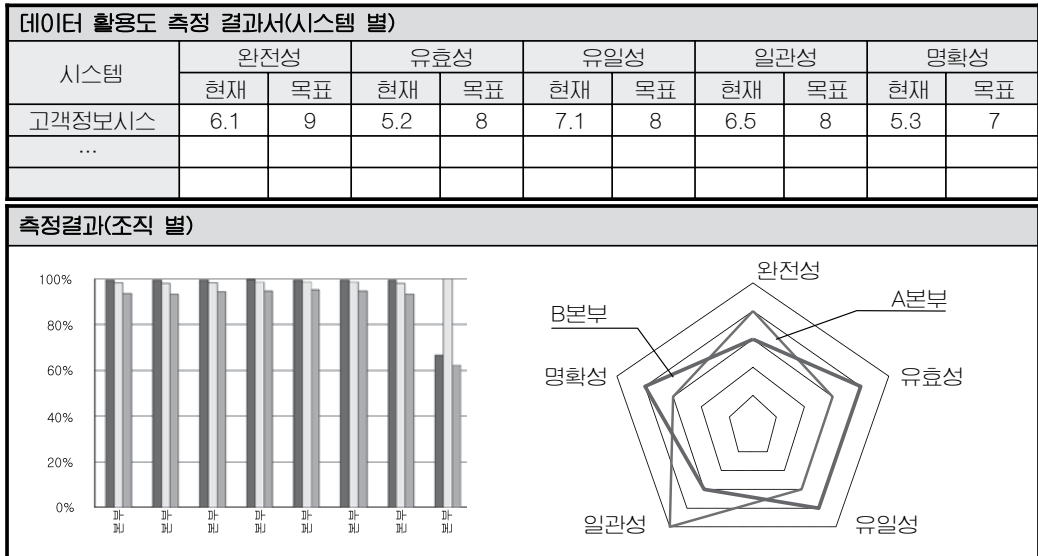 데이터 활용도 측정 결과서(시스템 별)
시스템 완전성 유효성 유일성 일관성 명확성
현재 목표 현재 목표 현재 목표 현재 목표 현재 목표
고객정보시스 6.1 9 5.2 8 7.1 8 6.5 8 5.3 7
…
측정결과(조직 별)
100%
80%
60%
40%
20%
0%
완전성
B본부 A본부
명확성 유효성
일관성 유일성